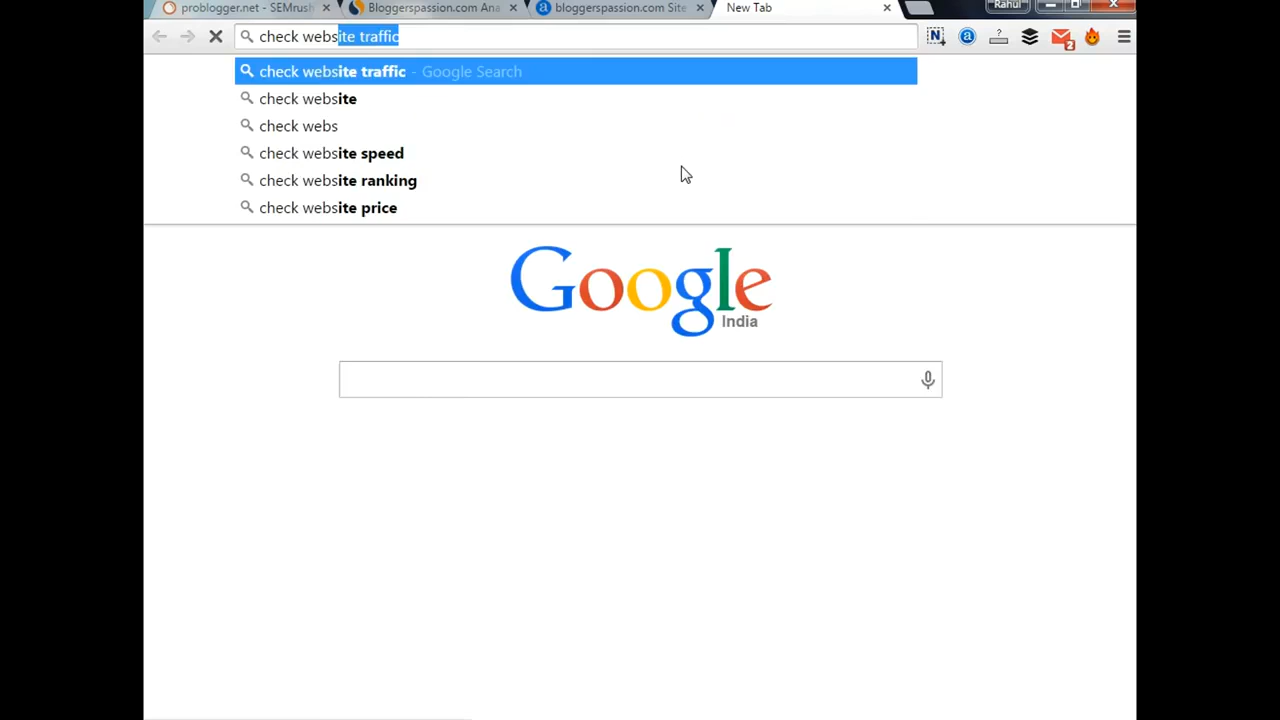 problogger.net - SEMrush
Bloggerspassion.com Ana
bloggerspassion.com Site
New Tab
Rahul
check website traffic
2
check website traffic - Google Search
check website
check webs
check website speed
check website ranking
check website price
Google
India